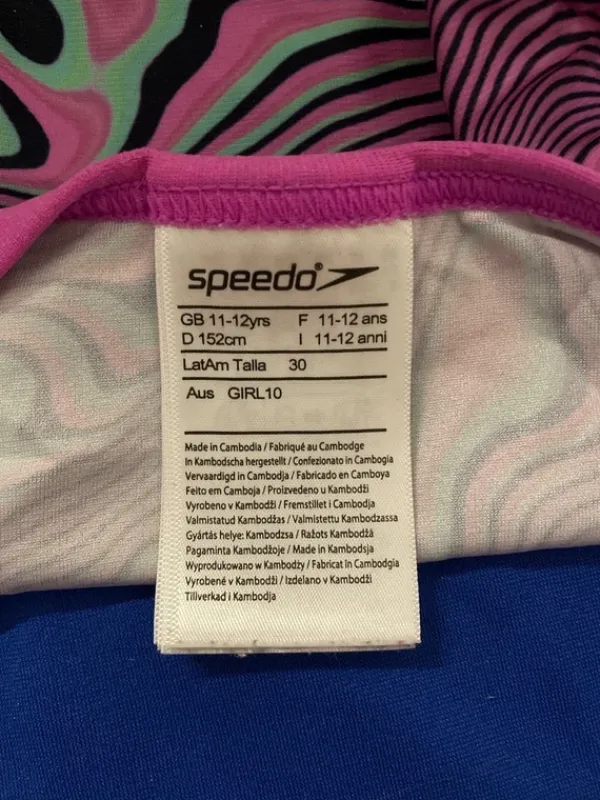 speedo®
GB 11-12yrs F 11-12 ans
D 152cm I 11-12 anni
LatAm Talla 30
Aus GIRL10
Made in Cambodia / Fabriqué au Cambodge
In Kambodscha hergestellt / Confezionato in Cambogia
Vervaardigd in Cambodja / Fabricado en Camboya
Feito em Camboja / Proizvedeno u Kambodži
Vyrobeno v Kambodži / Fremstillet i Cambodja
Valmistatud Kambodžas / Valmistettu Kambodzassa
Gyártás helye: Kambodzsa / Ražots Kambodžā
Pagaminta Kambodžoje / Made in Kambodsja
Wyprodukowano w Kambodży / Fabricat în Cambodgia
Vyrobené v Kambodži / Izdelano v Kambodži
Tillverkad i Kambodja